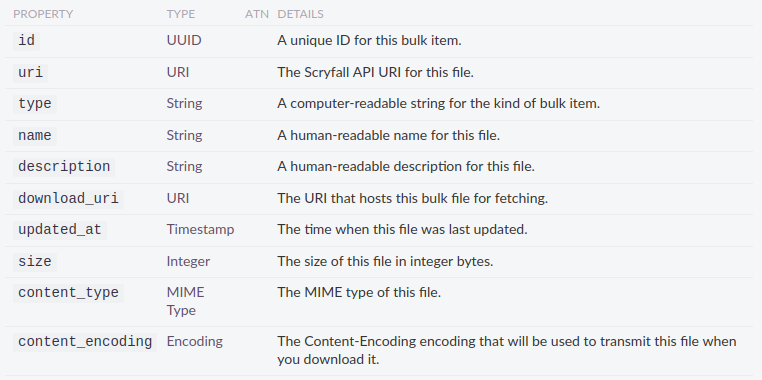 PROPERTY TYPE ATN DETAILS
id UUID A unique ID for this bulk item.
uri URI The Scryfall API URI for this file.
type String A computer-readable string for the kind of bulk item.
name String A human-readable name for this file.
description String A human-readable description for this file.
download_uri URI The URI that hosts this bulk file for fetching.
updated_at Timestamp The time when this file was last updated.
size Integer The size of this file in integer bytes.
content_type MIME The MIME type of this file.
Type
content_encoding Encoding The Content-Encoding encoding that will be used to transmit this file when
you download it.